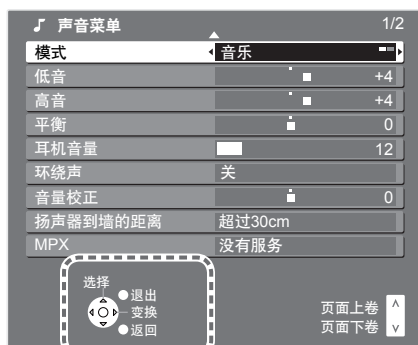 声音菜单 1/2
模式 音乐
低音 +4
高音 +4
平衡 0
耳机音量 12
环绕声 关
音量校正 0
扬声器到墙的距离 超过30cm
MPX 没有服务
选择
退出
变换
返回
页面上卷
页面下卷